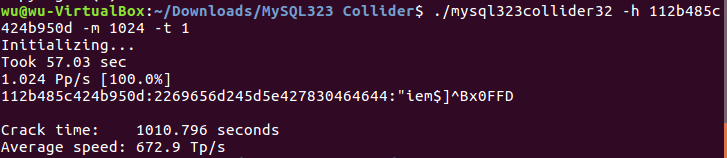 wu@wu-VirtualBox:~/Downloads/MySQL323 Collider$ ./mysql323collider32 -h 112b485c
424b950d -m 1024 -t 1
Initializing...
Took 57.03 sec
1.024 Pp/s [100.0%]
112b485c424b950d:2269656d245d5e427830464644:"iem$]^Bx0FFD
Crack time:    1010.796 seconds
Average speed: 672.9 Tp/s